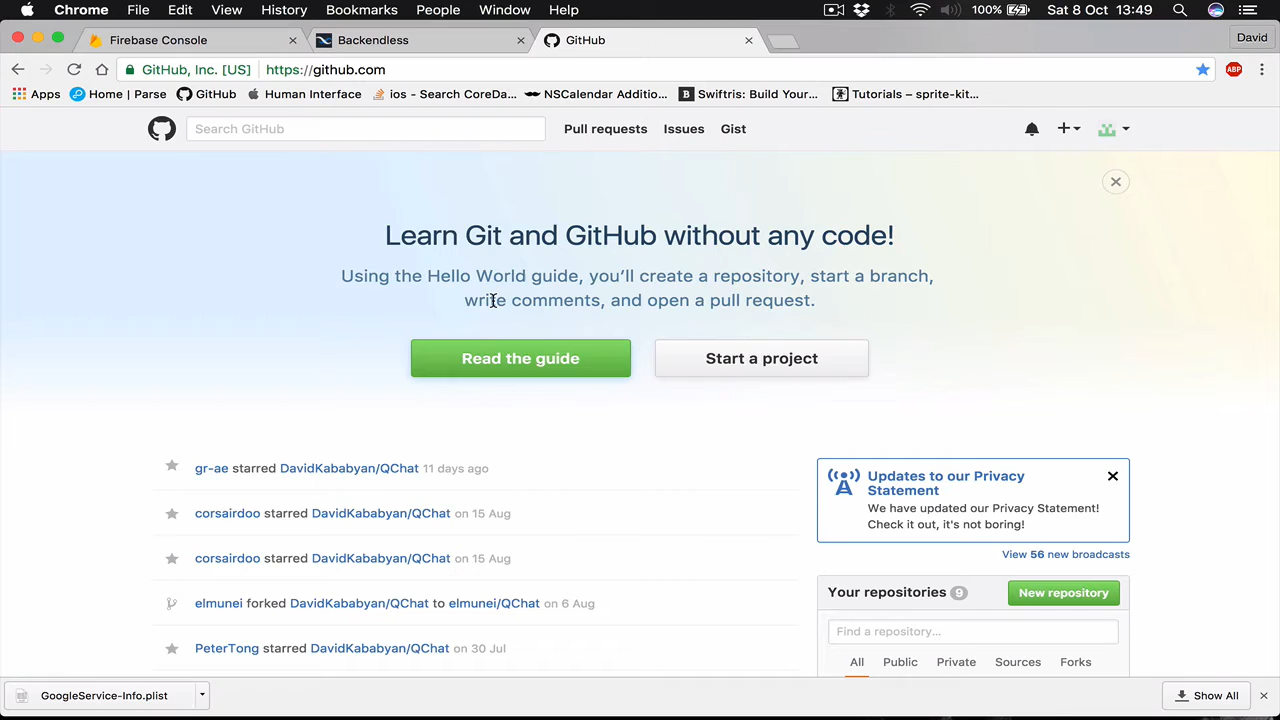 Chrome File Edit View History Bookmarks People Window Help 100% Sat 8 Oct 13:49
Firebase Console Backendless GitHub David
GitHub, Inc. [US] https://github.com ABP
Apps Home | Parse GitHub Human Interface ios - Search CoreDa... NSCalendar Additio... B Swiftris: Build Your... Tutorials – sprite-kit...
Search GitHub Pull requests Issues Gist
Learn Git and GitHub without any code!
Using the Hello World guide, you’ll create a repository, start a branch,
write comments, and open a pull request.
Read the guide Start a project
gr-ae starred DavidKababyan/QChat 11 days ago
corsairdoo starred DavidKababyan/QChat on 15 Aug
corsairdoo starred DavidKababyan/QChat on 15 Aug
elmunei forked DavidKababyan/QChat to elmunei/QChat on 6 Aug
PeterTong starred DavidKababyan/QChat on 30 Jul
Updates to our Privacy
Statement
We have updated our Privacy Statement!
Check it out, it's not boring!
View 56 new broadcasts
Your repositories 9 New repository
Find a repository...
All Public Private Sources Forks
GoogleService-Info.plist Show All